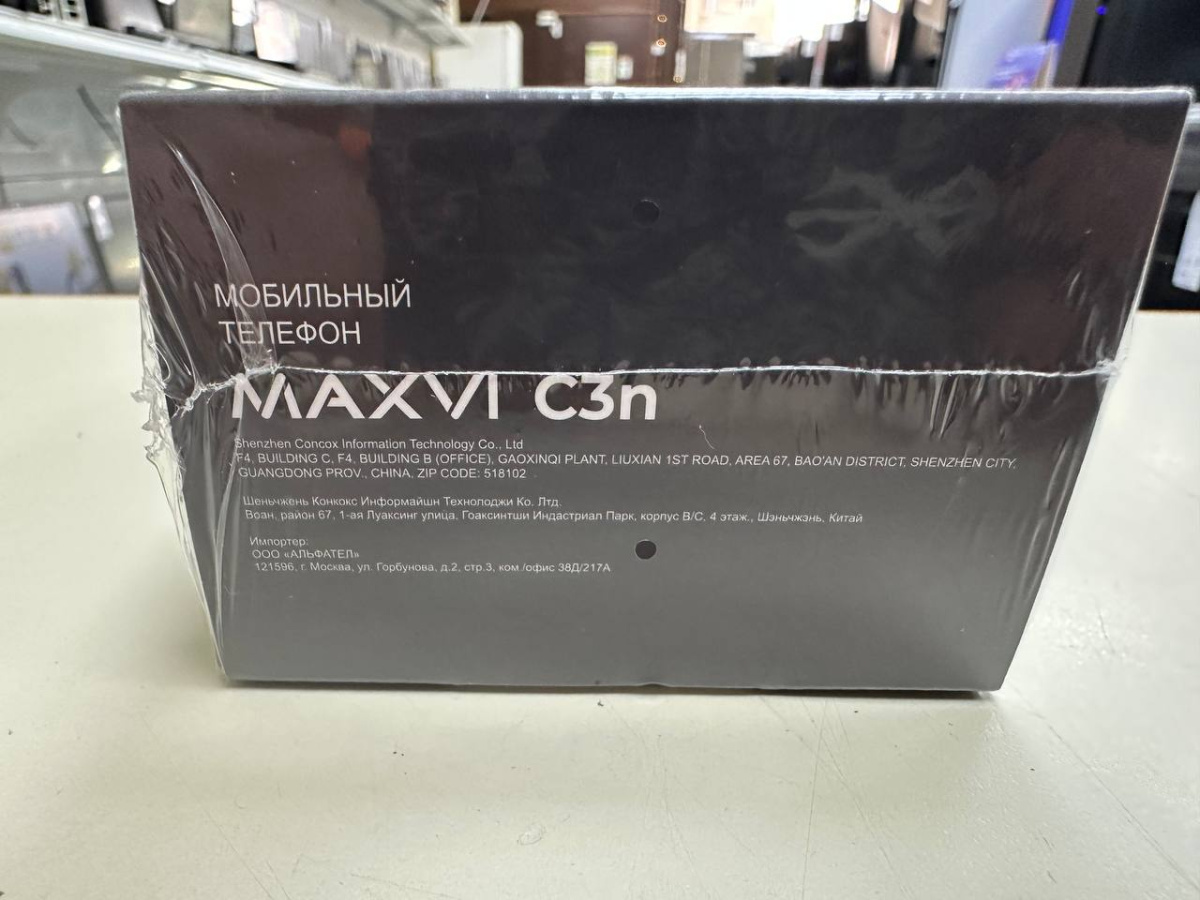 МОБИЛЬНЫЙ
ТЕЛЕФОН
MAXVI C3n
Shenzhen Concox Information Technology Co., Ltd
F4, BUILDING C, F4, BUILDING B (OFFICE), GAOXINQI PLANT, LIUXIAN 1ST ROAD, AREA 67, BAO'AN DISTRICT, SHENZHEN CITY,
GUANGDONG PROV., CHINA, ZIP CODE: 518102
Шеньчжень Конкокс Информайшн Технолоджи Ко. Лтд.
Воан, район 67, 1-ая Луаксинг улица, Гоаксинтши Индастриал Парк, корпус B/C, 4 этаж., Шэньчжэнь, Китай
Импортер:
ООО «АЛЬФАТЕЛ»
121596, г. Москва, ул. Горбунова, д.2, стр.3, ком./офис 38Д/217А